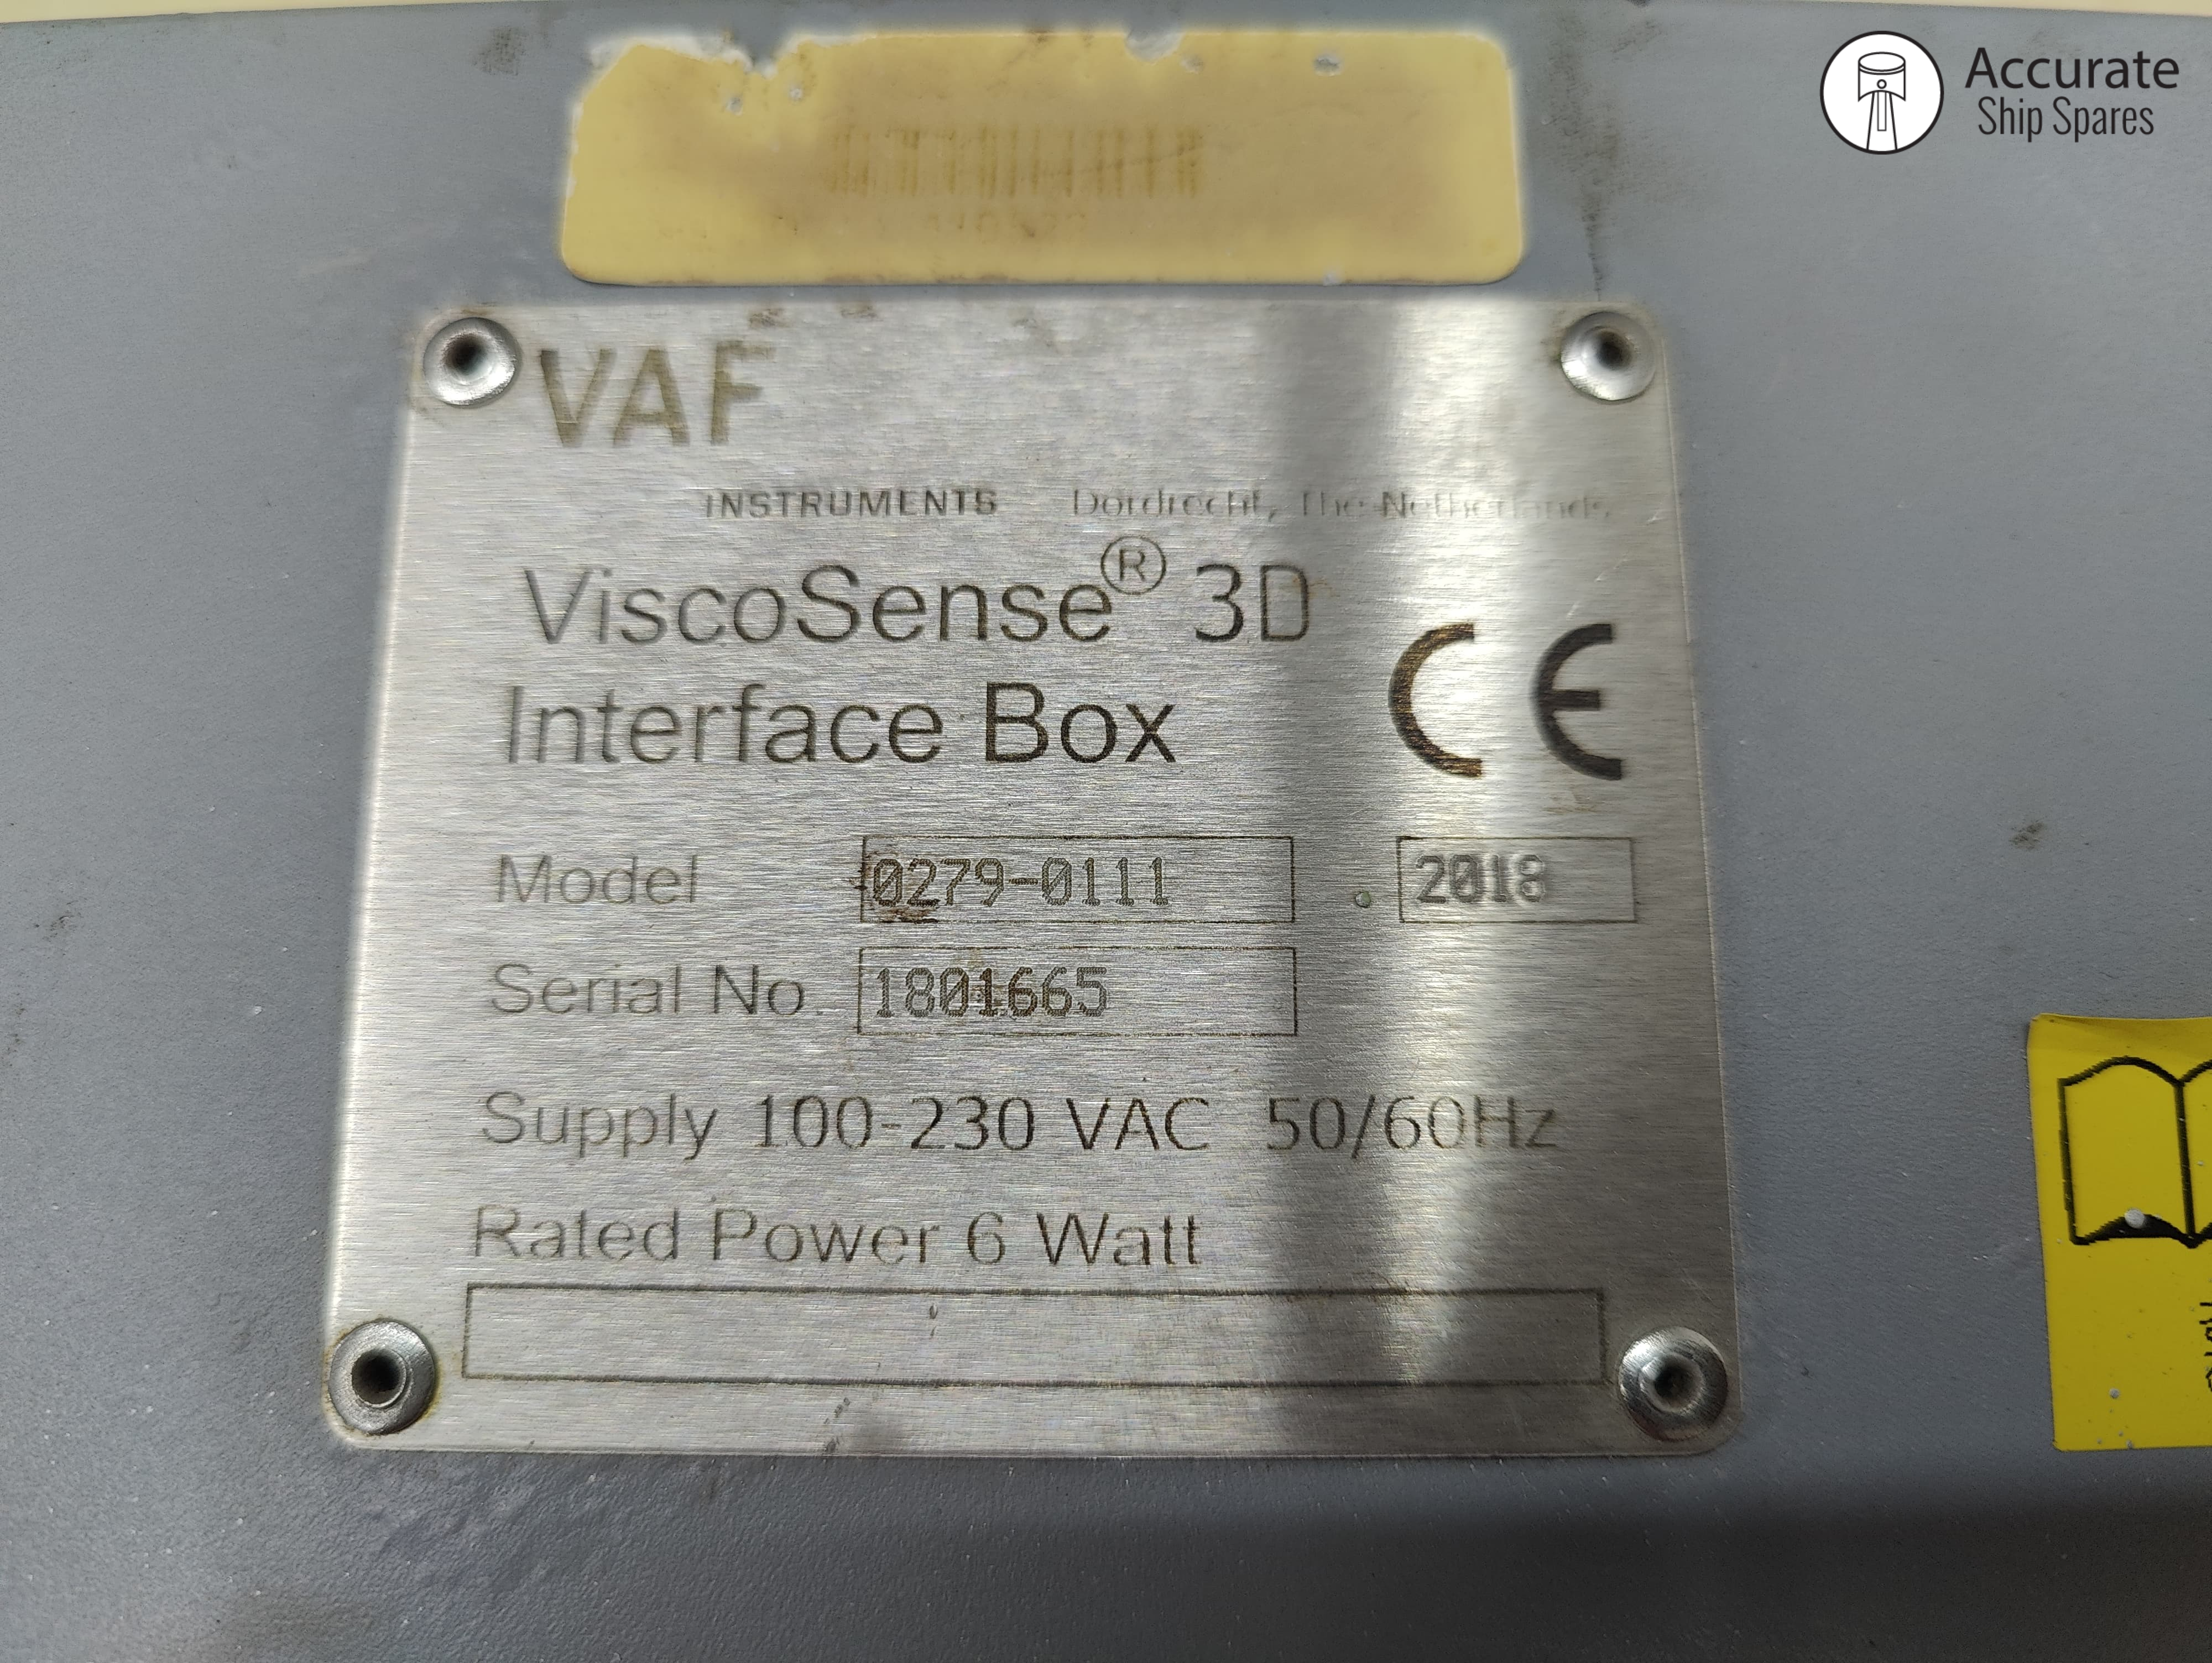 Accurate
Ship Spares
VAF
INSTRUMENTS Dordrecht, The Netherlands
ViscoSense® 3D
Interface Box
CE
Model 0279-0111 2018
Serial No. 1801665
Supply 100-230 VAC 50/60Hz
Rated Power 6 Watt